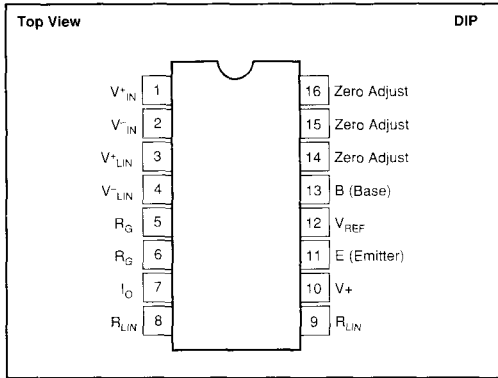 Top View DIP
V⁺IN 1 16 Zero Adjust
V⁻IN 2 15 Zero Adjust
V⁺LIN 3 14 Zero Adjust
V⁻LIN 4 13 B (Base)
RG 5 12 VREF
RG 6 11 E (Emitter)
IO 7 10 V+
RLIN 8 9 RLIN